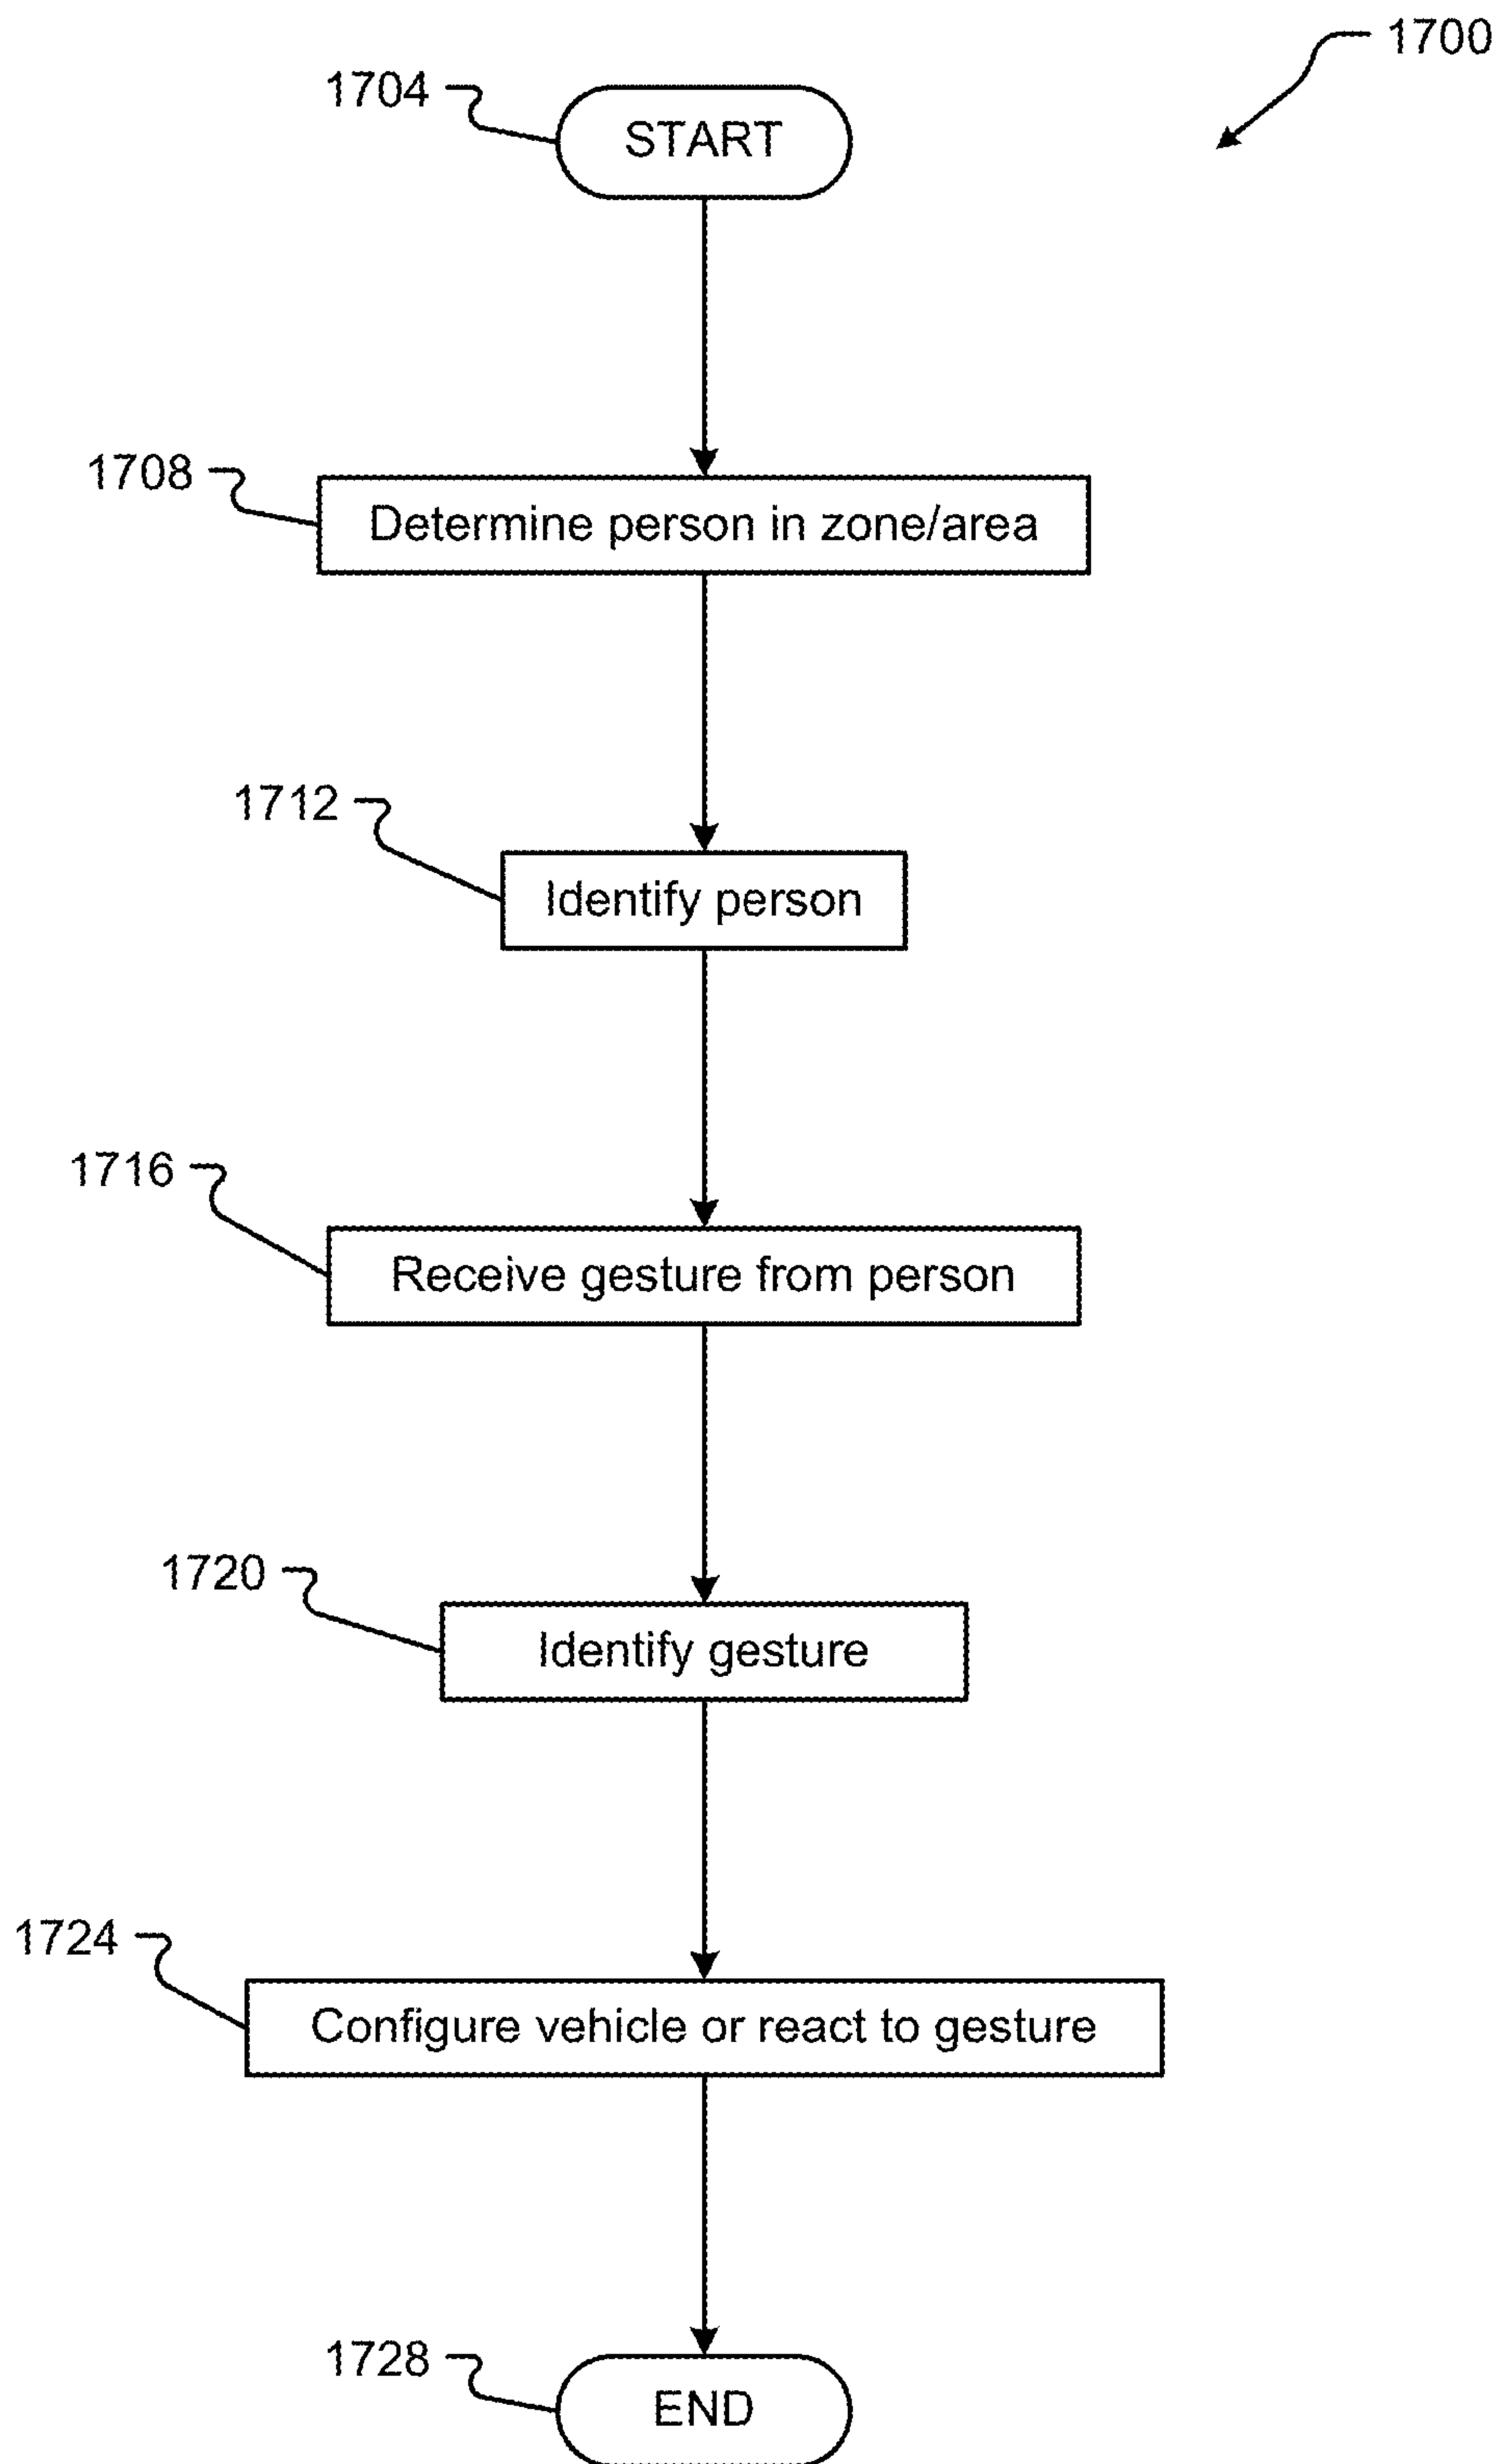 1700
1704
START
1708
Determine person in zone/area
1712
Identify person
1716
Receive gesture from person
1720
Identify gesture
1724
Configure vehicle or react to gesture
1728
END